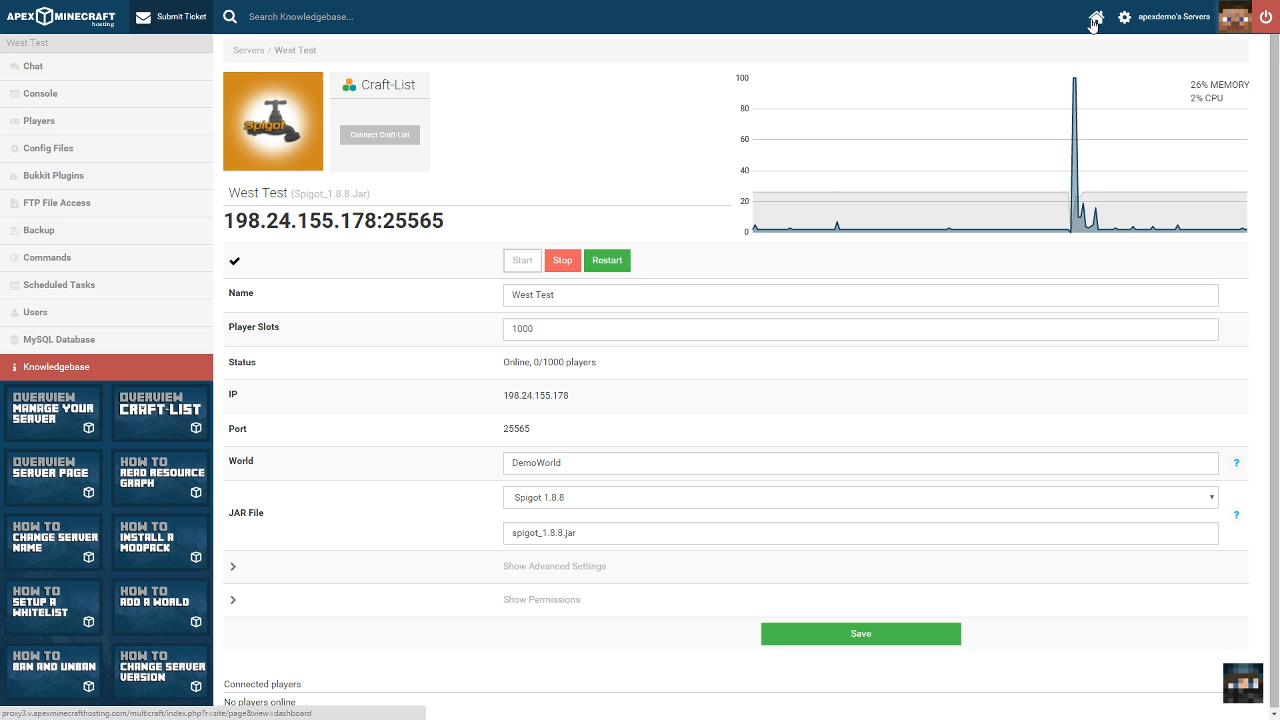 APEX MINECRAFT
hosting
Submit Ticket
Search Knowledgebase...
apexdemo's Servers
West Test
Chat
Console
Players
Config Files
Bukkit Plugins
FTP File Access
Backup
Commands
Scheduled Tasks
Users
MySQL Database
Knowledgebase
OVERVIEW
MANAGE YOUR
SERVER
OVERVIEW
CRAFT-LIST
OVERVIEW
SERVER PAGE
HOW TO
READ RESOURCE
GRAPH
HOW TO
CHANGE SERVER
NAME
HOW TO
INSTALL A
MODPACK
HOW TO
SETUP A
WHITELIST
HOW TO
ADD A WORLD
HOW TO
BAN AND UNBAN
HOW TO
CHANGE SERVER
VERSION
Servers / West Test
Spigot
Craft-List
Connect Craft-List
100
80
60
40
20
0
26% MEMORY
2% CPU
West Test (Spigot_1.8.8.Jar)
198.24.155.178:25565
Start Stop Restart
Name West Test
Player Slots 1000
Status Online, 0/1000 players
IP 198.24.155.178
Port 25565
World DemoWorld ?
JAR File Spigot 1.8.8 ?
spigot_1.8.8.jar
Show Advanced Settings
Show Permissions
Save
Connected players
No players online
proxy3.v.apexminecrafthosting.com/multicraft/index.php?r=site/page&view=dashboard